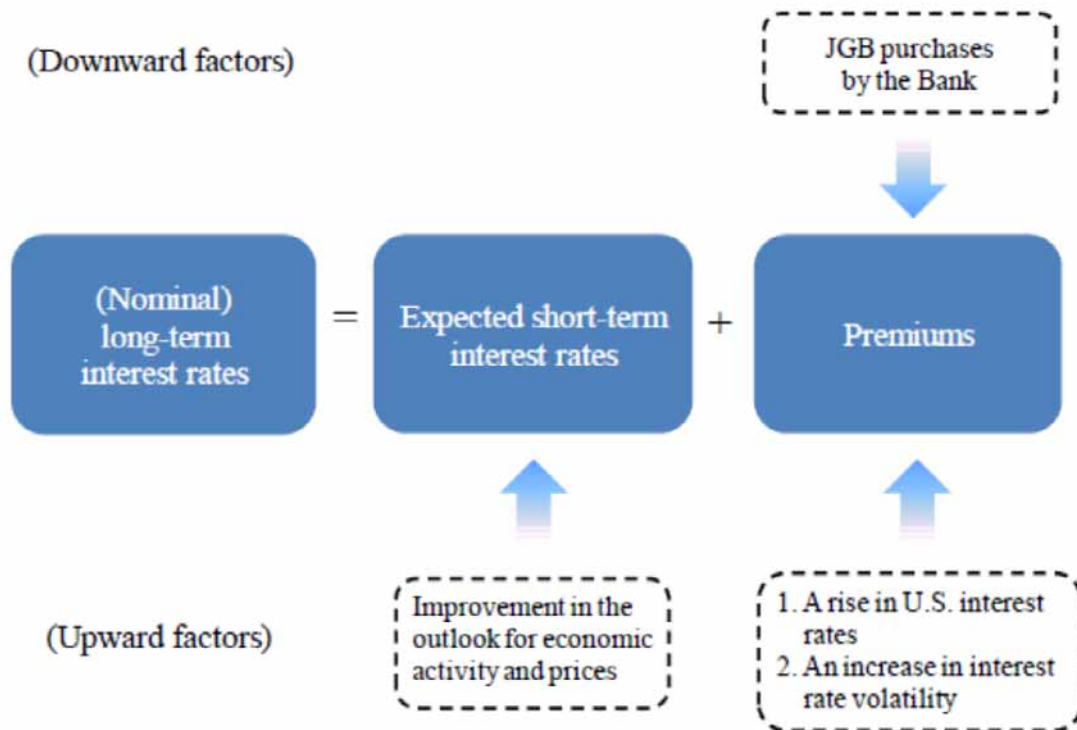 (Downward factors)
JGB purchases
by the Bank
(Nominal)
long-term
interest rates
=
Expected short-term
interest rates
+
Premiums
(Upward factors)
Improvement in the
outlook for economic
activity and prices
1. A rise in U.S. interest
rates
2. An increase in interest
rate volatility